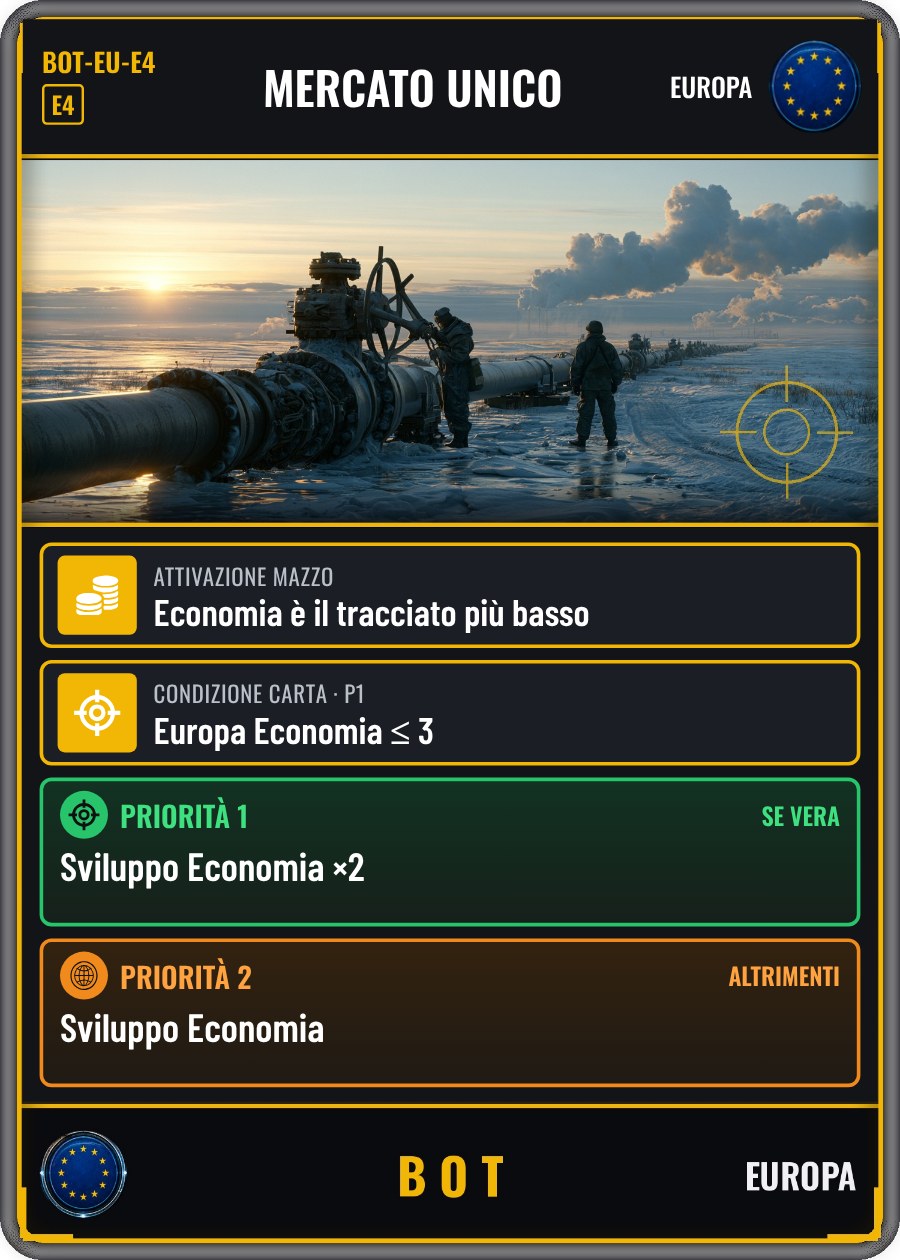 BOT-EU-E4
E4
MERCATO UNICO
EUROPA
ATTIVAZIONE MAZZO
Economia è il tracciato più basso
CONDIZIONE CARTA · P1
Europa Economia ≤ 3
PRIORITÀ 1
SE VERA
Sviluppo Economia ×2
PRIORITÀ 2
ALTRIMENTI
Sviluppo Economia
BOT
EUROPA